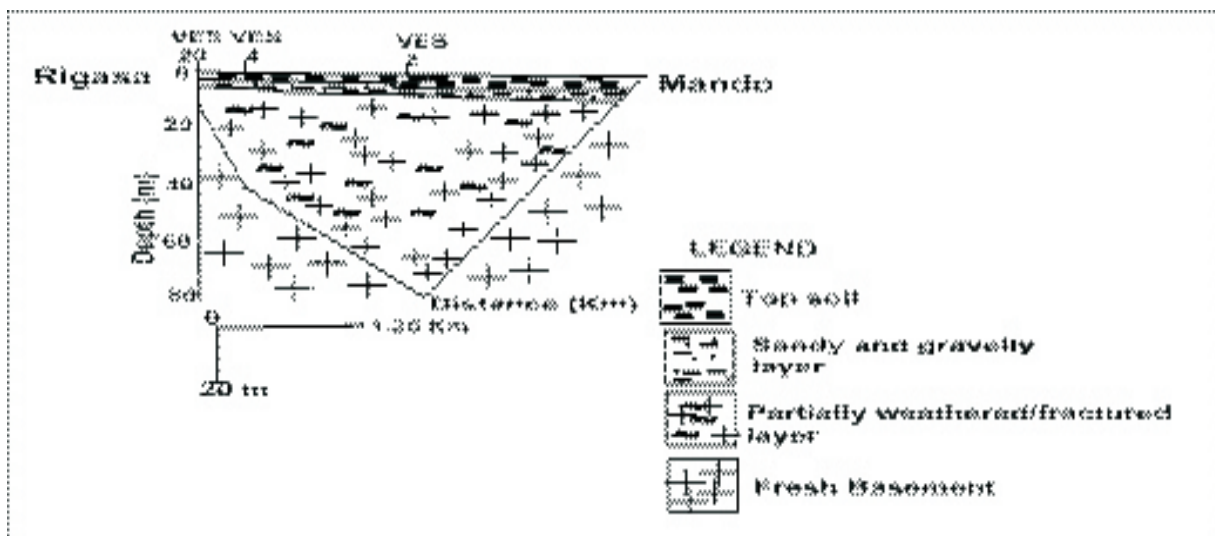 VES VES
20 4
VES
2
Rigasa
0
Mando
20
40
60
80
Depth (m)
Distance (Km)
0
1.36 Km
20 m
LEGEND
Top soil
Sandy and gravelly
layer
Partially weathered/fractured
layer
Fresh Basement